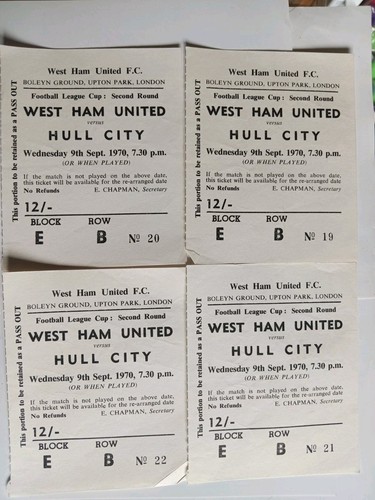 This portion to be retained as a PASS OUT
West Ham United F.C.
BOLEYN GROUND, UPTON PARK, LONDON
Football League Cup : Second Round
WEST HAM UNITED
versus
HULL CITY
Wednesday 9th Sept. 1970, 7.30 p.m.
(OR WHEN PLAYED)
If the match is not played on the above date,
this ticket will be available for the re-arranged date
No Refunds E. CHAPMAN, Secretary
12/-
BLOCK ROW
E B No 20
This portion to be retained as a PASS OUT
West Ham United F.C.
BOLEYN GROUND, UPTON PARK, LONDON
Football League Cup : Second Round
WEST HAM UNITED
versus
HULL CITY
Wednesday 9th Sept. 1970, 7.30 p.m.
(OR WHEN PLAYED)
If the match is not played on the above date,
this ticket will be available for the re-arranged date
No Refunds E. CHAPMAN, Secretary
12/-
BLOCK ROW
E B No 19
This portion to be retained as a PASS OUT
West Ham United F.C.
BOLEYN GROUND, UPTON PARK, LONDON
Football League Cup : Second Round
WEST HAM UNITED
versus
HULL CITY
Wednesday 9th Sept. 1970, 7.30 p.m.
(OR WHEN PLAYED)
If the match is not played on the above date,
this ticket will be available for the re-arranged date
No Refunds E. CHAPMAN, Secretary
12/-
BLOCK ROW
E B No 22
This portion to be retained as a PASS OUT
West Ham United F.C.
BOLEYN GROUND, UPTON PARK, LONDON
Football League Cup : Second Round
WEST HAM UNITED
versus
HULL CITY
Wednesday 9th Sept. 1970, 7.30 p.m.
(OR WHEN PLAYED)
If the match is not played on the above date,
this ticket will be available for the re-arranged date
No Refunds E. CHAPMAN, Secretary
12/-
BLOCK ROW
E B No 21